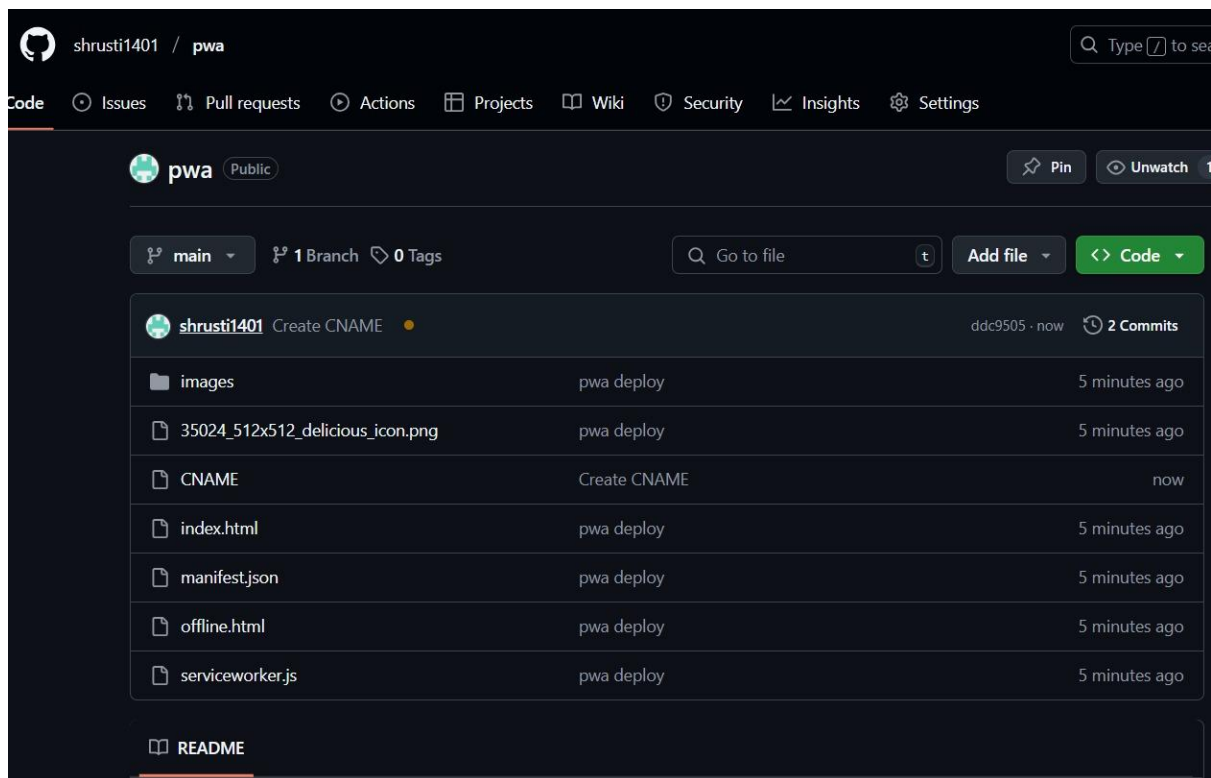 shrusti1401 / pwa
Type / to sea
Code Issues Pull requests Actions Projects Wiki Security Insights Settings
pwa Public Pin Unwatch 1
main 1 Branch 0 Tags Go to file t Add file <> Code
shrusti1401 Create CNAME ddc9505 · now 2 Commits
images pwa deploy 5 minutes ago
35024_512x512_delicious_icon.png pwa deploy 5 minutes ago
CNAME Create CNAME now
index.html pwa deploy 5 minutes ago
manifest.json pwa deploy 5 minutes ago
offline.html pwa deploy 5 minutes ago
serviceworker.js pwa deploy 5 minutes ago
README